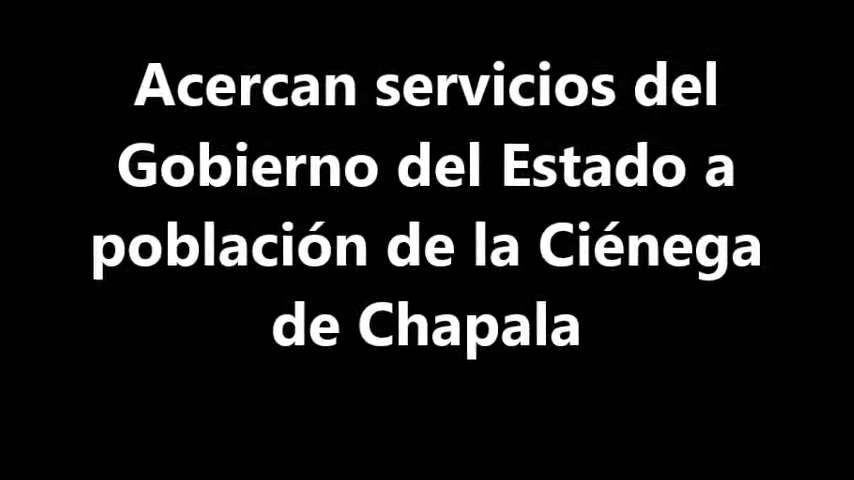 Acercan servicios del
Gobierno del Estado a
población de la Ciénega
de Chapala